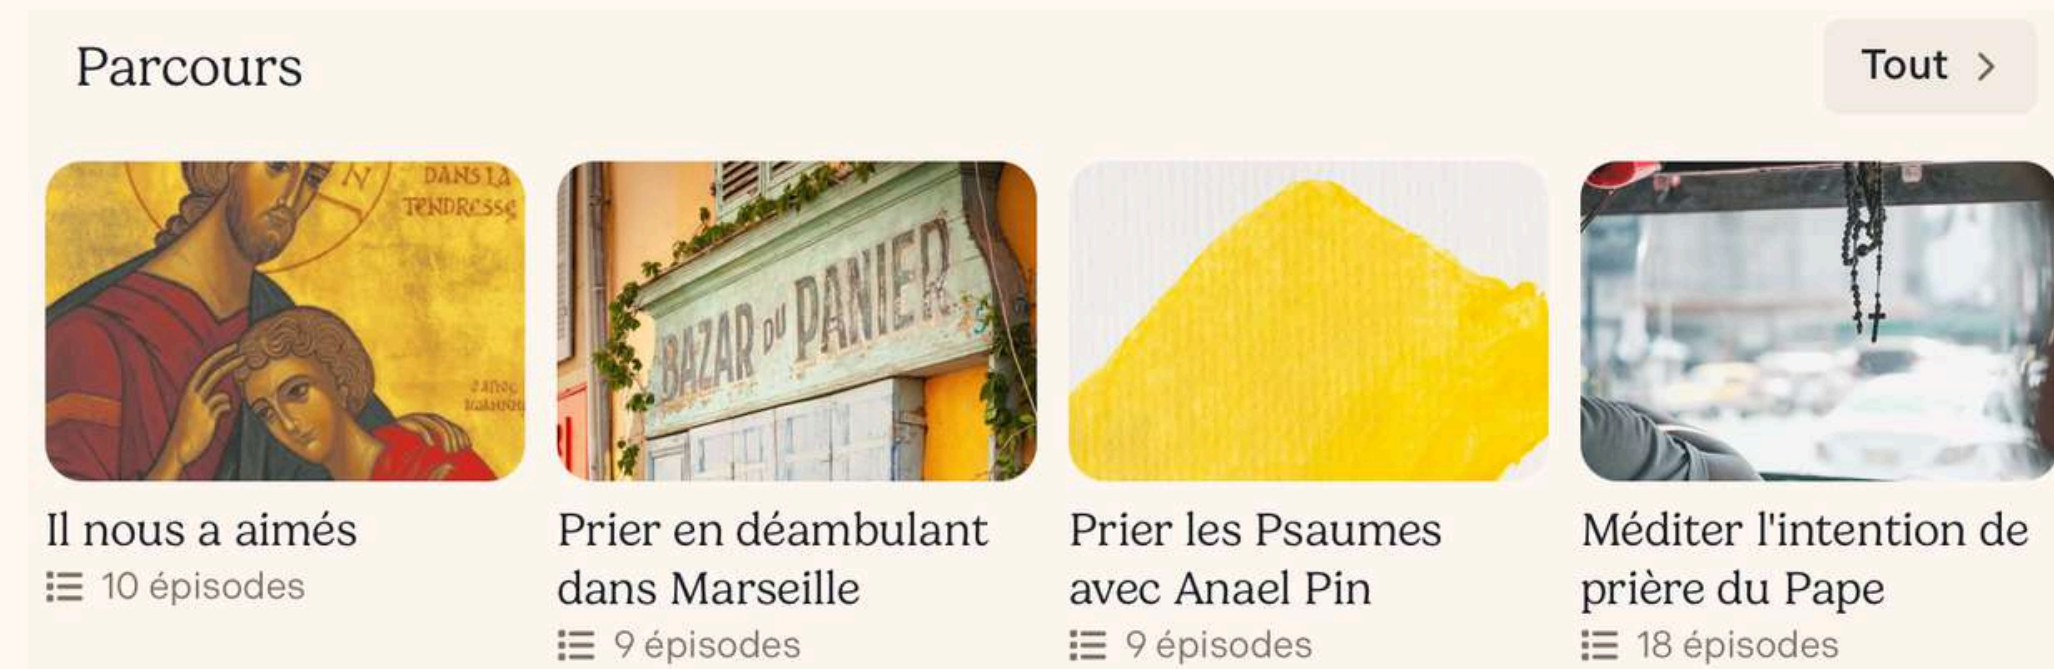 Parcours
Tout
DANS LA
TENDRESSE
BAZAR DU PANIER
Il nous a aimés
10 épisodes
Prier en déambulant
dans Marseille
9 épisodes
Prier les Psaumes
avec Anael Pin
9 épisodes
Méditer l'intention de
prière du Pape
18 épisodes